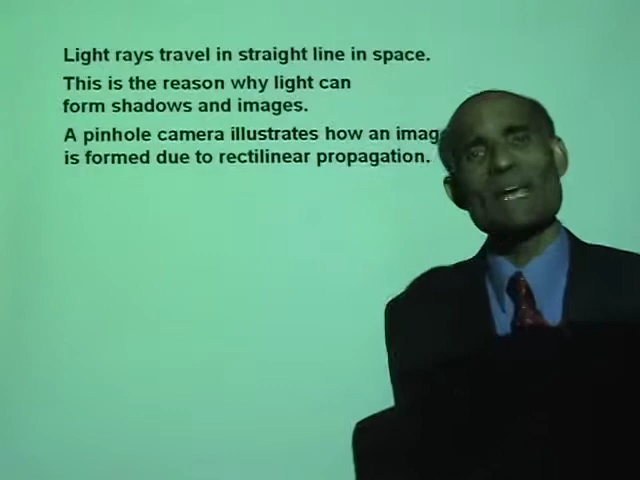 Light rays travel in straight line in space.
This is the reason why light can
form shadows and images.
A pinhole camera illustrates how an imag
is formed due to rectilinear propagation.